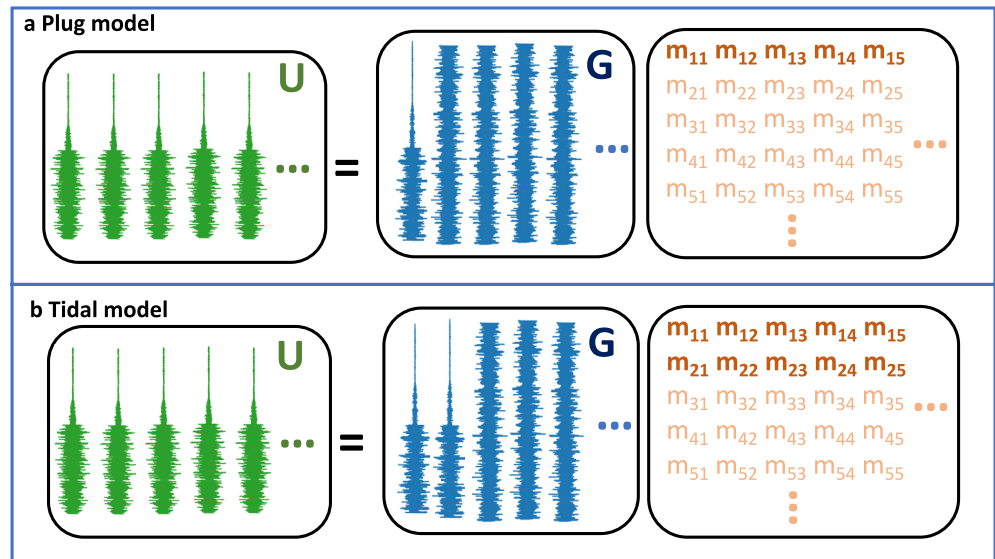 a Plug model
U
=
G
m₁₁ m₁₂ m₁₃ m₁₄ m₁₅
m₂₁ m₂₂ m₂₃ m₂₄ m₂₅
m₃₁ m₃₂ m₃₃ m₃₄ m₃₅
m₄₁ m₄₂ m₄₃ m₄₄ m₄₅
m₅₁ m₅₂ m₅₃ m₅₄ m₅₅
b Tidal model
U
=
G
m₁₁ m₁₂ m₁₃ m₁₄ m₁₅
m₂₁ m₂₂ m₂₃ m₂₄ m₂₅
m₃₁ m₃₂ m₃₃ m₃₄ m₃₅
m₄₁ m₄₂ m₄₃ m₄₄ m₄₅
m₅₁ m₅₂ m₅₃ m₅₄ m₅₅